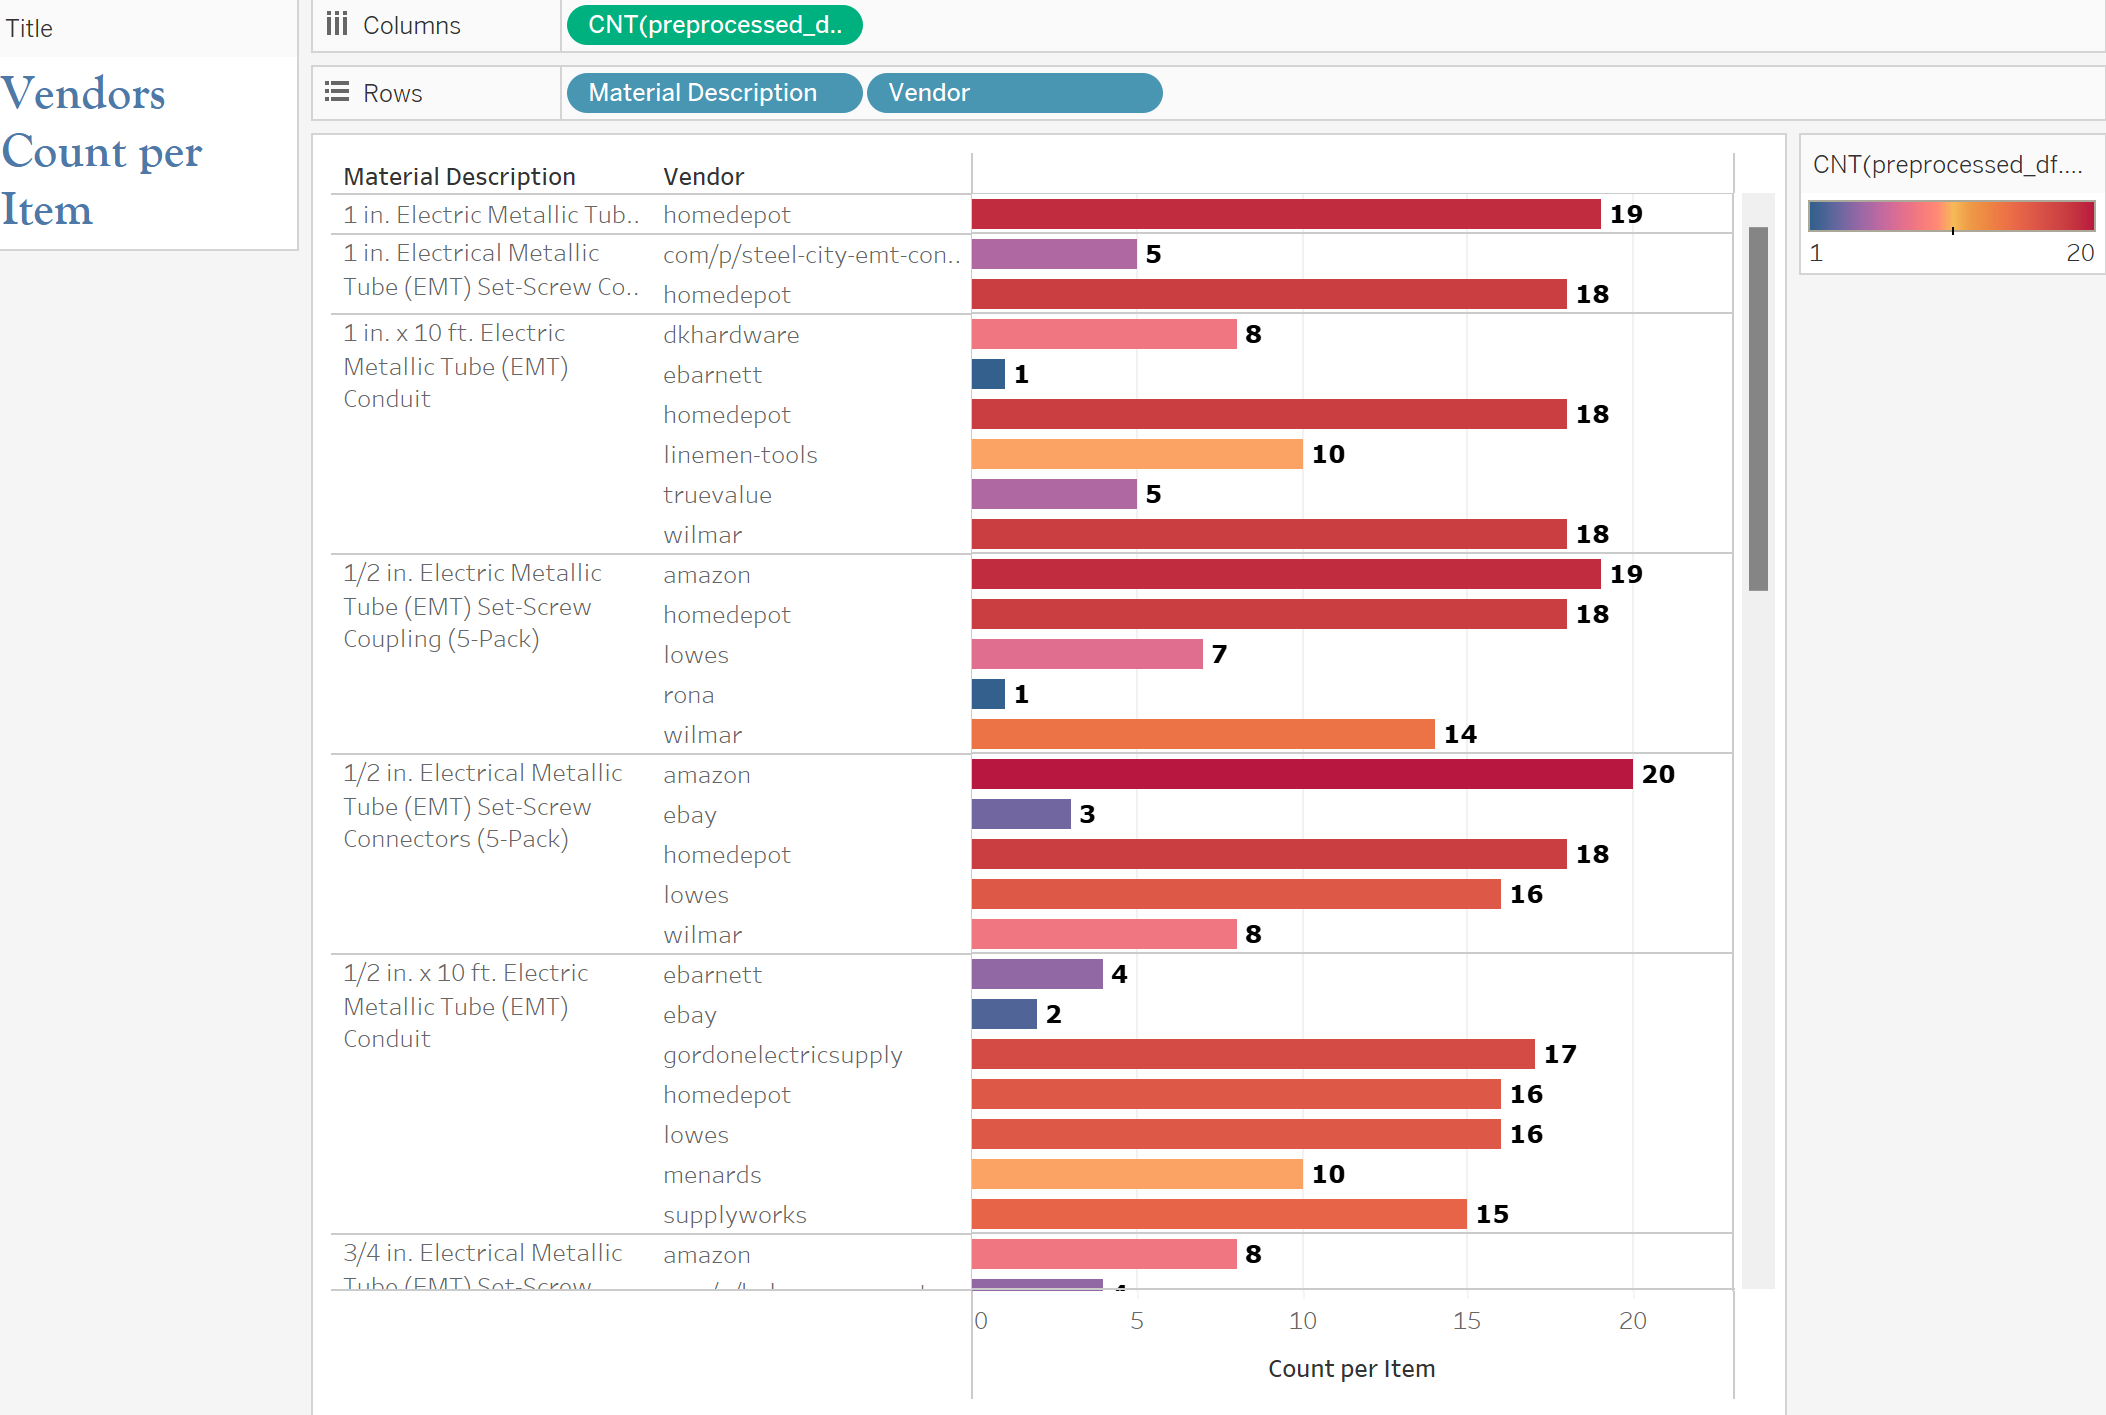 Title
Vendors
Count per
Item
Columns
CNT(preprocessed_d..
Rows
Material Description
Vendor
CNT(preprocessed_df....
1
20
Material Description
Vendor
1 in. Electric Metallic Tub..
homedepot
19
1 in. Electrical Metallic
Tube (EMT) Set-Screw Co..
com/p/steel-city-emt-con..
5
homedepot
18
1 in. x 10 ft. Electric
Metallic Tube (EMT)
Conduit
dkhardware
8
ebarnett
1
homedepot
18
linemen-tools
10
truevalue
5
wilmar
18
1/2 in. Electric Metallic
Tube (EMT) Set-Screw
Coupling (5-Pack)
amazon
19
homedepot
18
lowes
7
rona
1
wilmar
14
1/2 in. Electrical Metallic
Tube (EMT) Set-Screw
Connectors (5-Pack)
amazon
20
ebay
3
homedepot
18
lowes
16
wilmar
8
1/2 in. x 10 ft. Electric
Metallic Tube (EMT)
Conduit
ebarnett
4
ebay
2
gordonelectricsupply
17
homedepot
16
lowes
16
menards
10
supplyworks
15
3/4 in. Electrical Metallic
Tube (EMT) Set-Screw
amazon
8
0
5
10
15
20
Count per Item